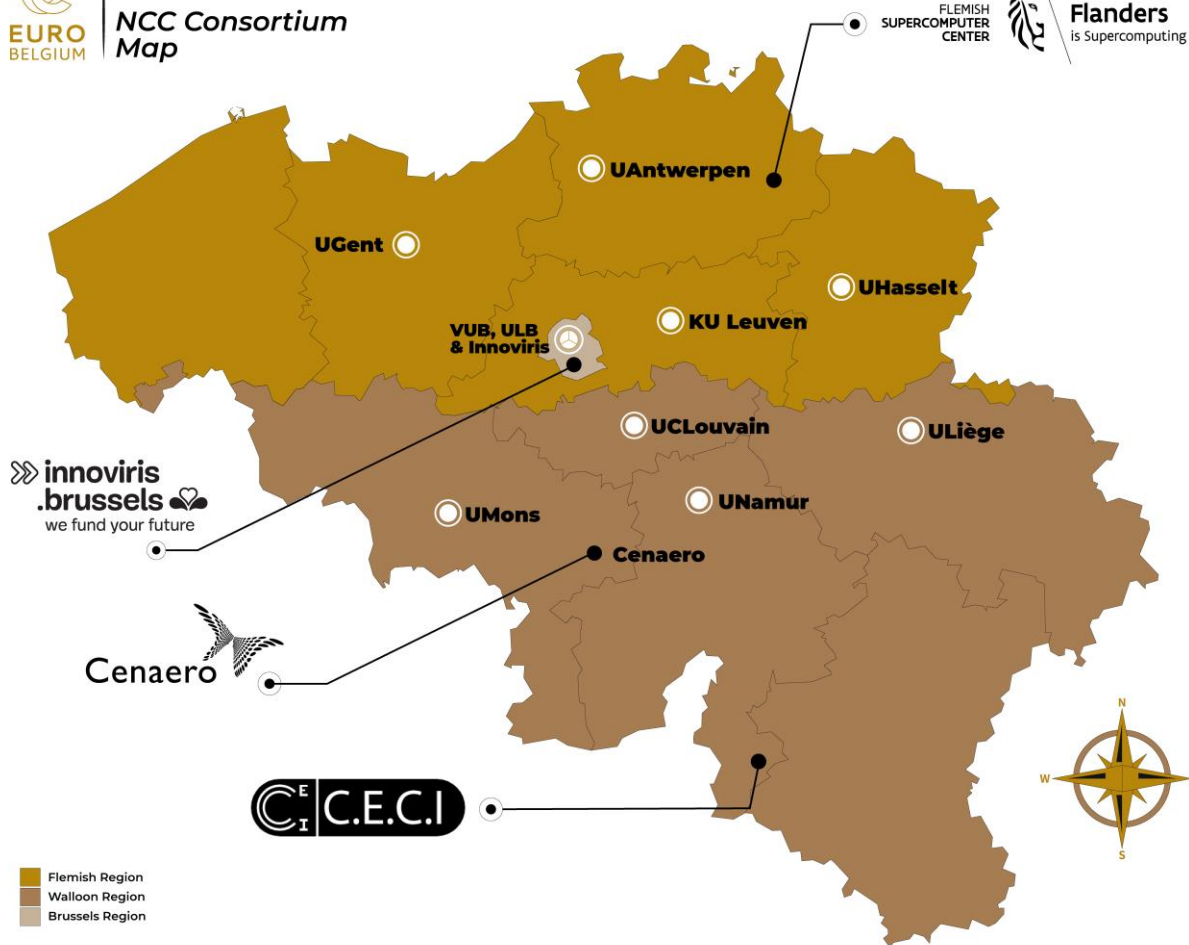 EURO
BELGIUM
NCC Consortium
Map
FLEMISH
SUPERCOMPUTER
CENTER
Flanders
is Supercomputing
UAntwerpen
UGent
UHasselt
KU Leuven
VUB, ULB
& Innoviris
UCLouvain
ULiège
innoviris
.brussels
we fund your future
UMons
UNamur
Cenaero
Cenaero
CECI C.E.C.I
N
W
S
Flemish Region
Walloon Region
Brussels Region